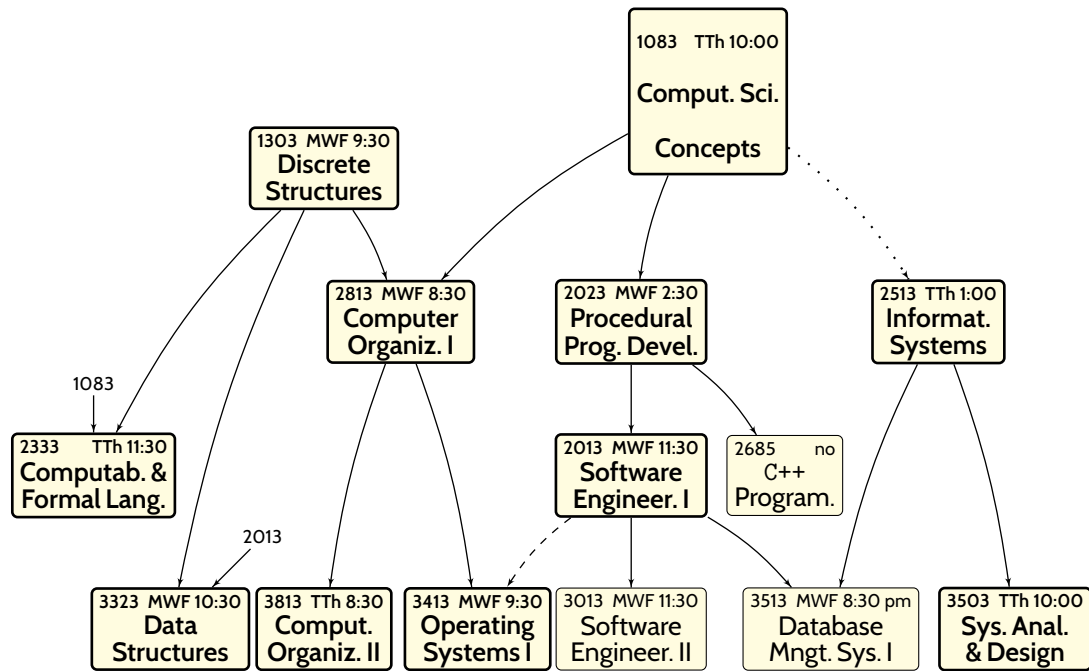 1083 TTh 10:00
Comput. Sci.
Concepts
1303 MWF 9:30
Discrete
Structures
2813 MWF 8:30
Computer
Organiz. I
2023 MWF 2:30
Procedural
Prog. Devel.
2513 TTh 1:00
Informat.
Systems
1083
2333 TTh 11:30
Computab. &
Formal Lang.
2013 MWF 11:30
Software
Engineer. I
2685 no
C++
Program.
2013
3323 MWF 10:30
Data
Structures
3813 TTh 8:30
Comput.
Organiz. II
3413 MWF 9:30
Operating
Systems I
3013 MWF 11:30
Software
Engineer. II
3513 MWF 8:30 pm
Database
Mngt. Sys. I
3503 TTh 10:00
Sys. Anal.
& Design